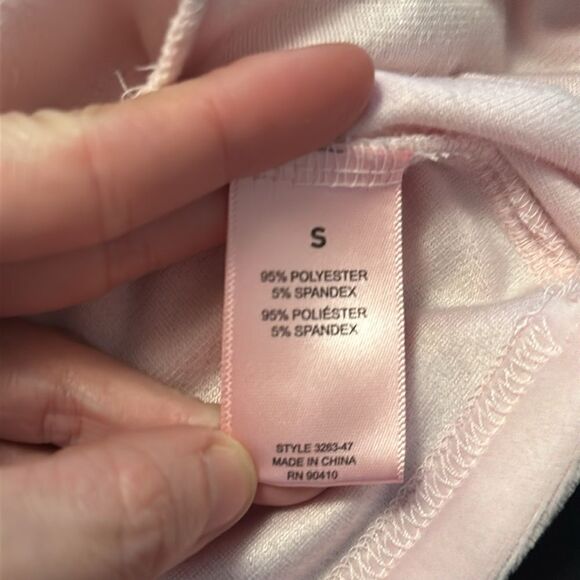 S
95% POLYESTER
5% SPANDEX
95% POLIÉSTER
5% SPANDEX
STYLE 3263-47
MADE IN CHINA
RN 90410